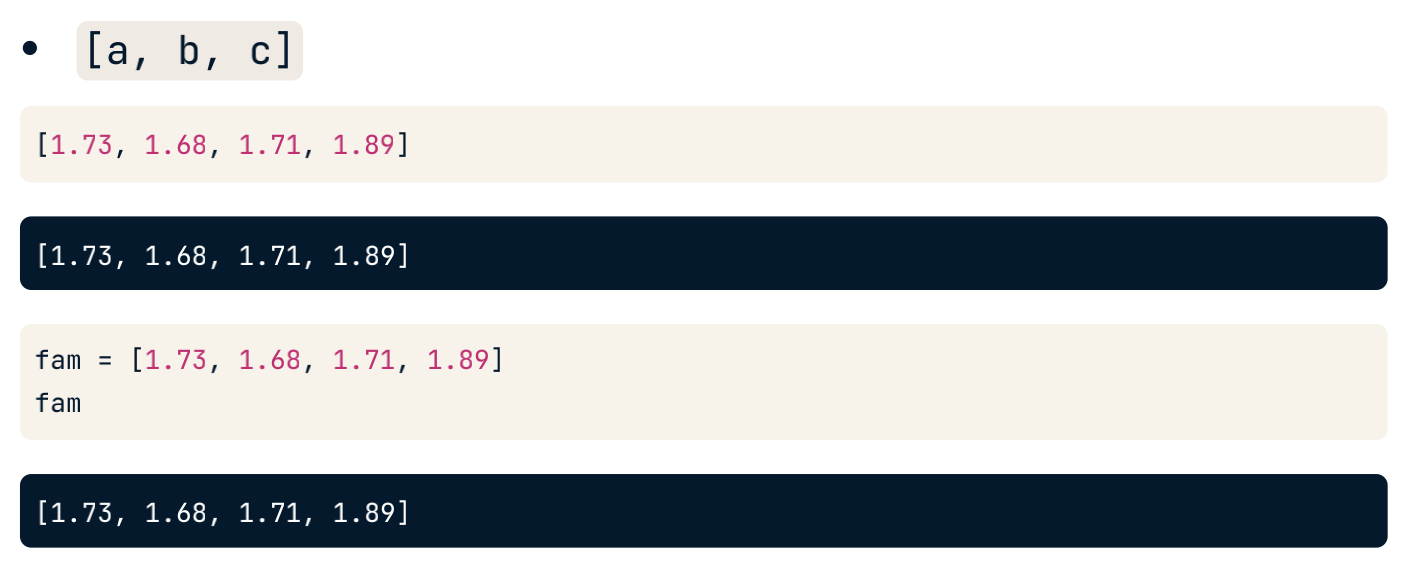 • [a, b, c]
[1.73, 1.68, 1.71, 1.89]
[1.73, 1.68, 1.71, 1.89]
fam = [1.73, 1.68, 1.71, 1.89]
fam
[1.73, 1.68, 1.71, 1.89]